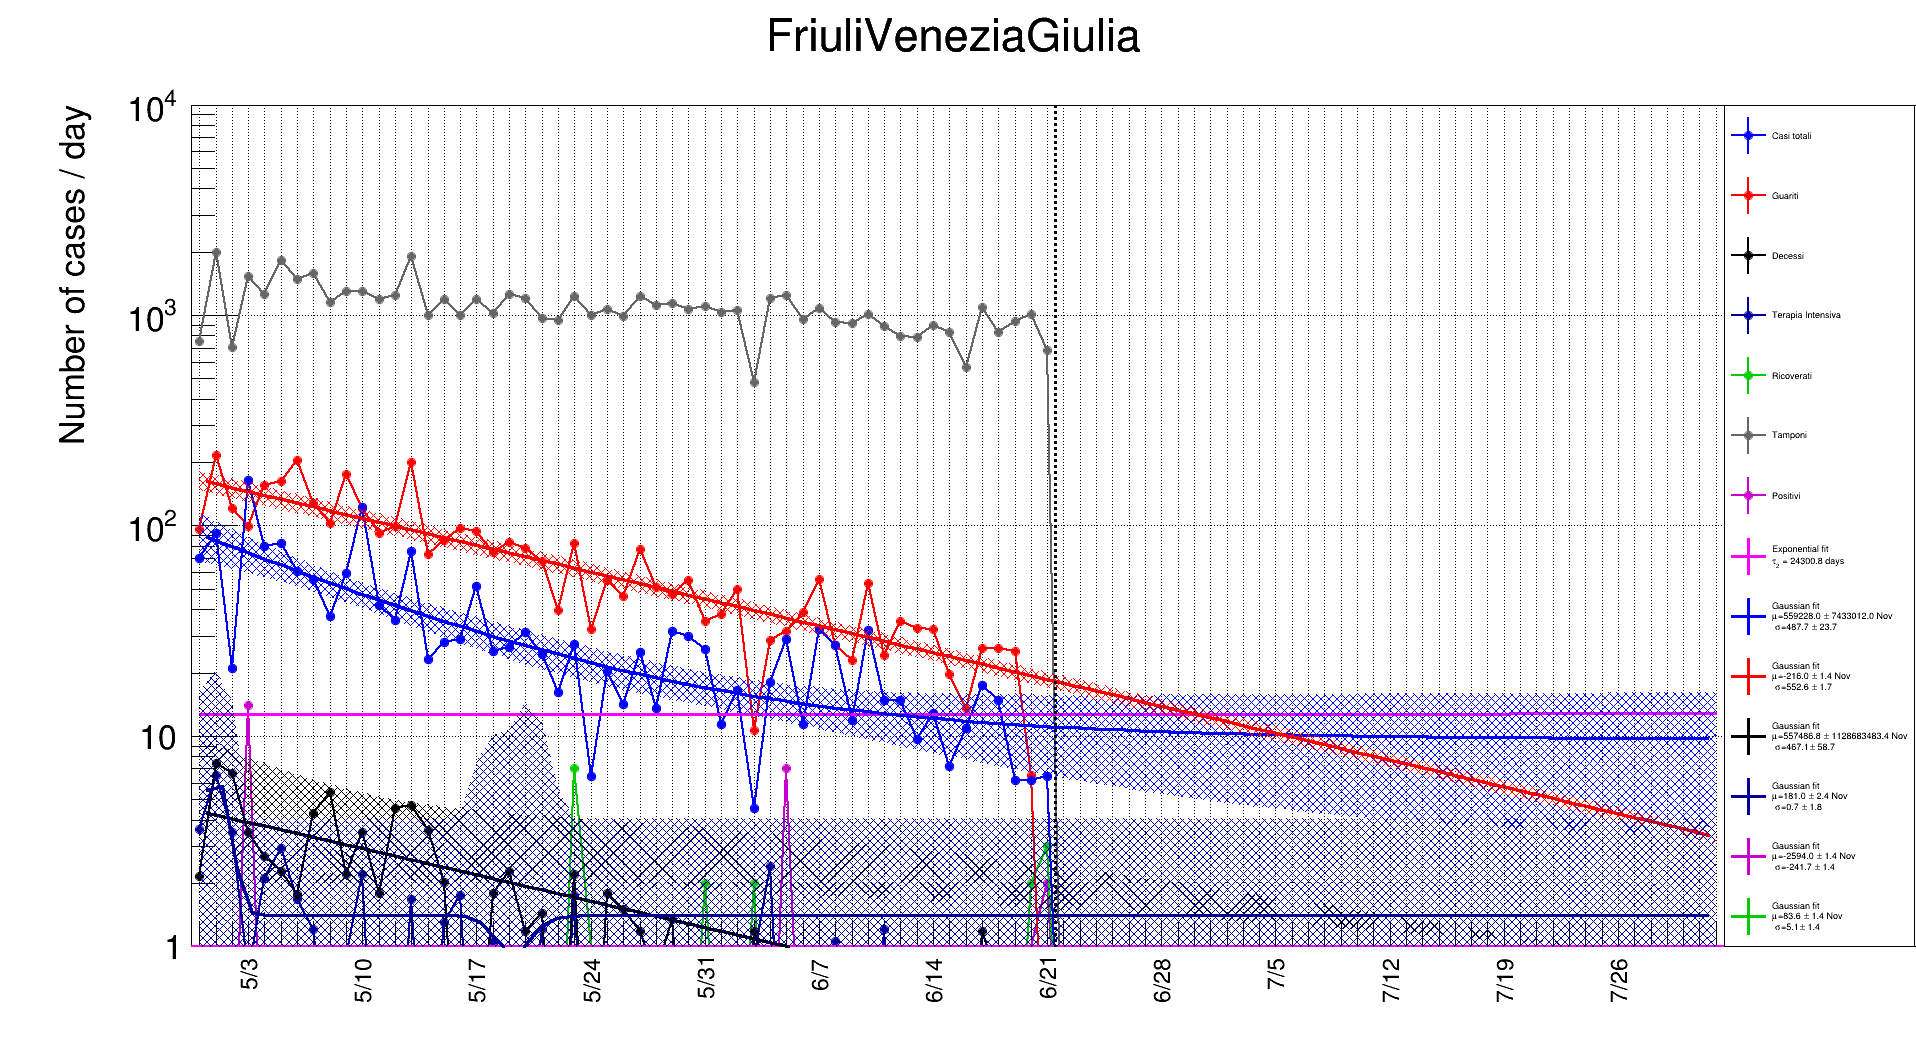 FriuliVeneziaGiulia
Number of cases / day
10^4
10^3
10^2
10
1
5/3
5/10
5/17
5/24
5/31
6/7
6/14
6/21
6/28
7/5
7/12
7/19
7/26
Casi totali
Guariti
Decessi
Terapia Intensiva
Ricoverati
Tamponi
Positivi
Exponential fit
τ₂ = 24300.8 days
Gaussian fit
μ=559228.0 ± 7433012.0 Nov
σ=487.7 ± 23.7
Gaussian fit
μ=-216.0 ± 1.4 Nov
σ=552.6 ± 1.7
Gaussian fit
μ=557486.8 ± 1128683483.4 Nov
σ=467.1 ± 58.7
Gaussian fit
μ=181.0 ± 2.4 Nov
σ=0.7 ± 1.8
Gaussian fit
μ=-2594.0 ± 1.4 Nov
σ=-241.7 ± 1.4
Gaussian fit
μ=83.6 ± 1.4 Nov
σ=5.1 ± 1.4